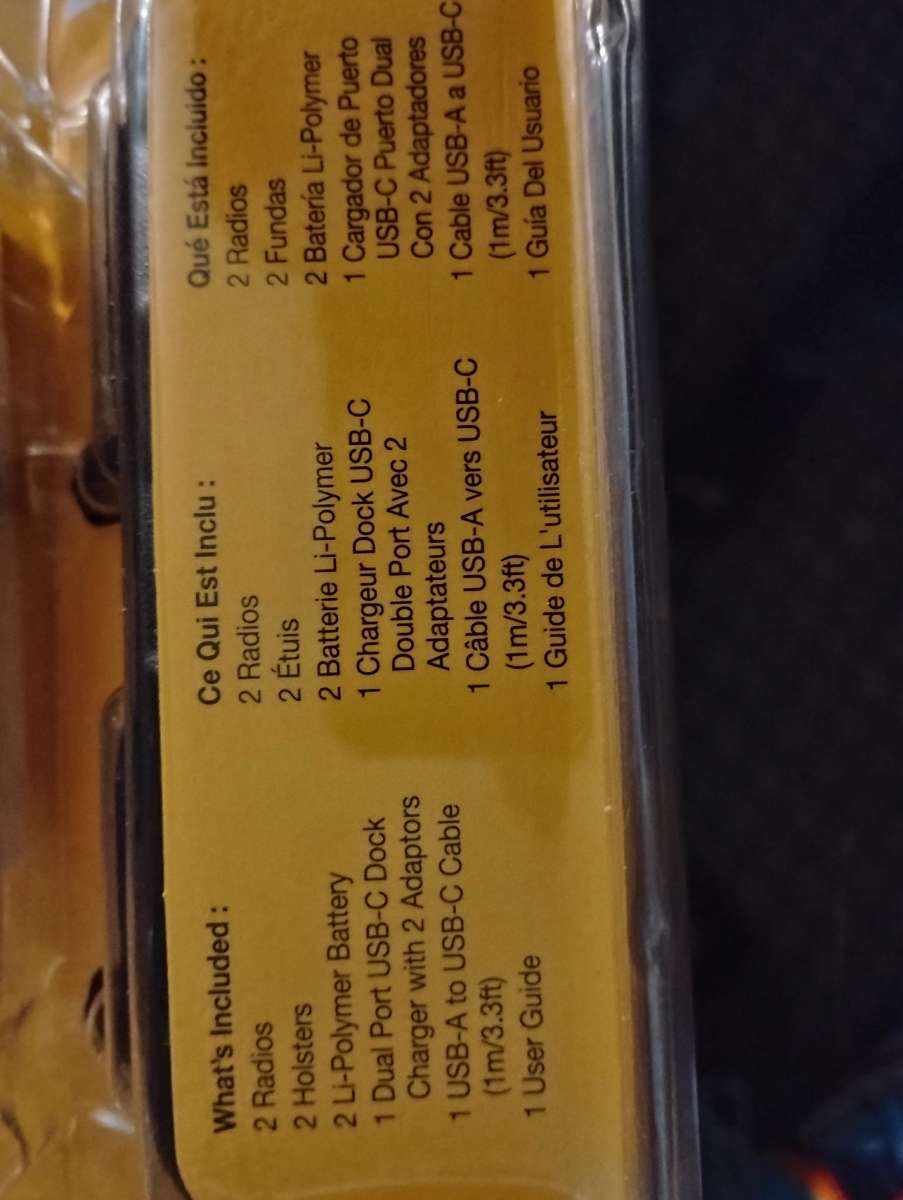 What's Included :
2 Radios
2 Holsters
2 Li-Polymer Battery
1 Dual Port USB-C Dock
Charger with 2 Adaptors
1 USB-A to USB-C Cable
(1m/3.3ft)
1 User Guide
Ce Qui Est Inclu :
2 Radios
2 Étuis
2 Batterie Li-Polymer
1 Chargeur Dock USB-C
Double Port Avec 2
Adaptateurs
1 Câble USB-A vers USB-C
(1m/3.3ft)
1 Guide de L'utilisateur
Qué Está Incluido :
2 Radios
2 Fundas
2 Batería Li-Polymer
1 Cargador de Puerto
USB-C Puerto Dual
Con 2 Adaptadores
1 Cable USB-A a USB-C
(1m/3.3ft)
1 Guía Del Usuario